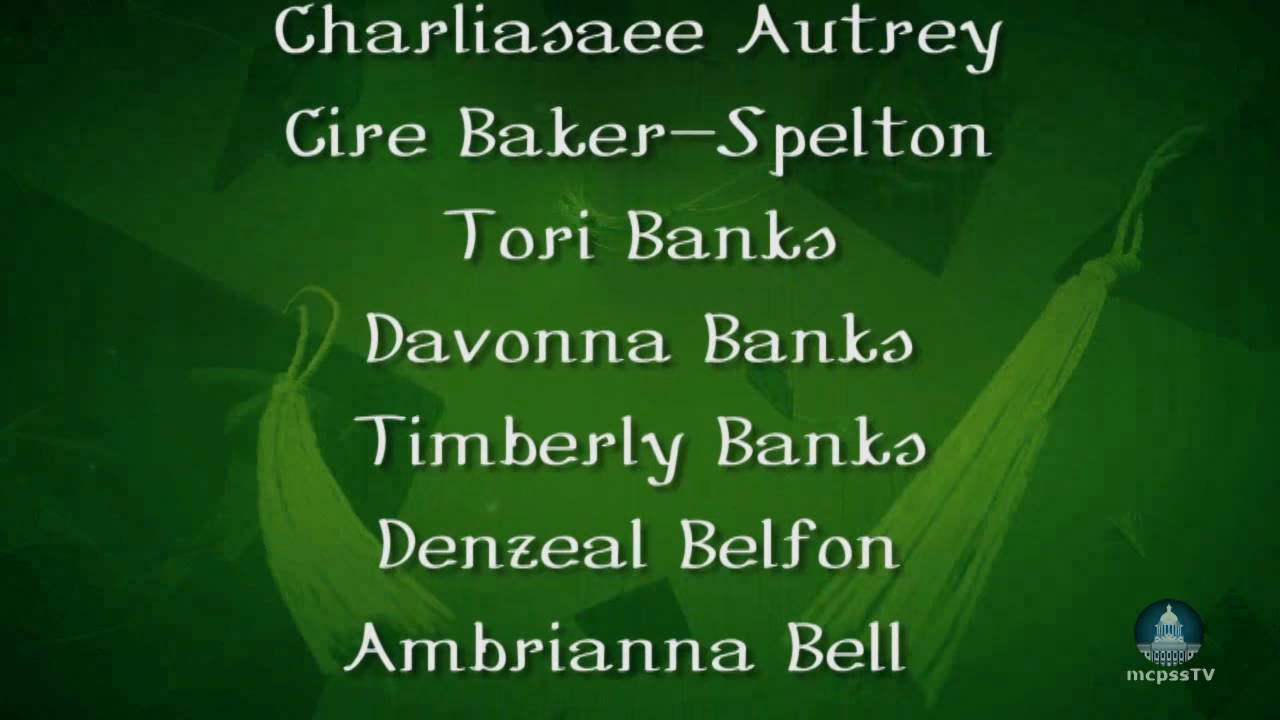 Charliasaee Autrey
Cire Baker-Spelton
Tori Banks
Davonna Banks
Timberly Banks
Denzeal Belfon
Ambrianna Bell
mcpssTV